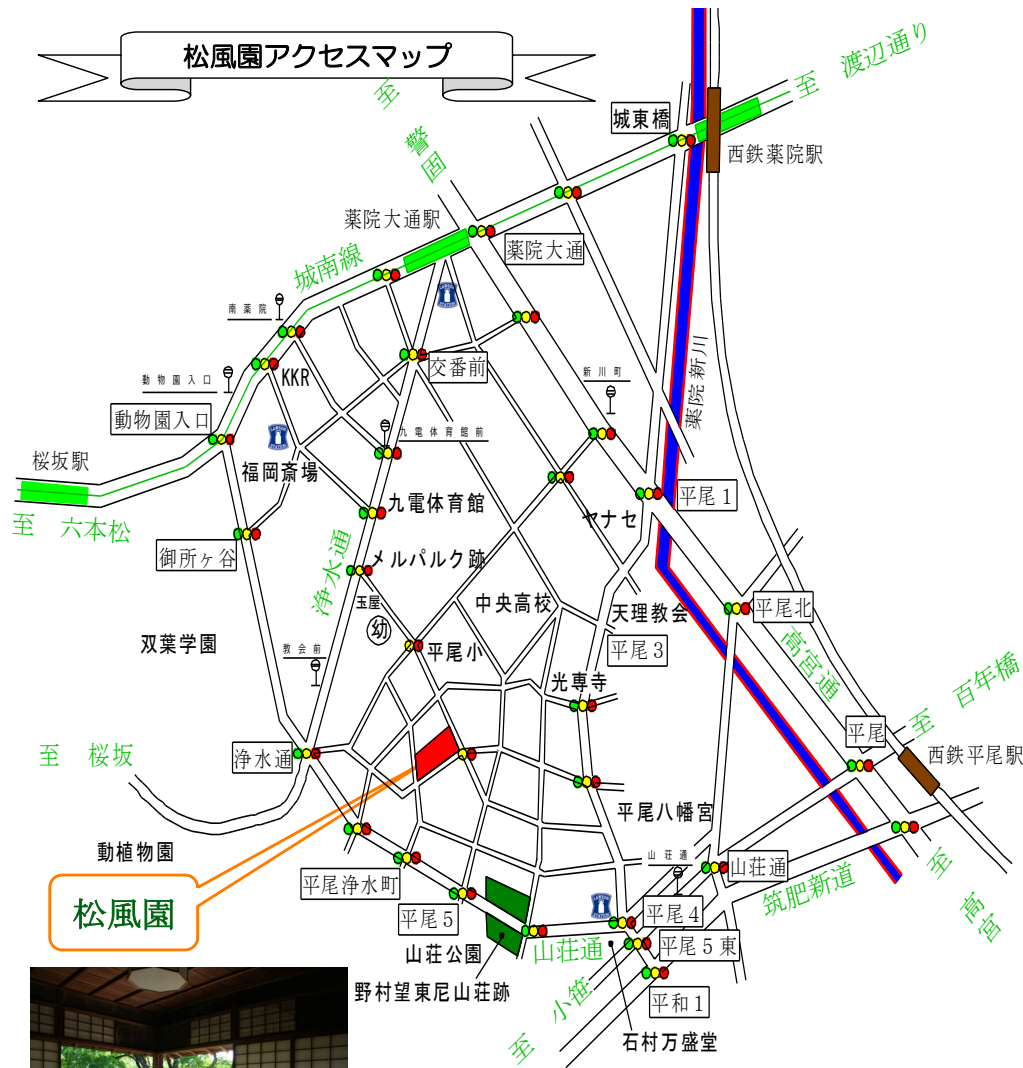 松風園アクセスマップ
至 渡辺通り
至 警固
城東橋
西鉄薬院駅
薬院大通駅
薬院大通
城南線
南薬院
LAWSON STATION
交番前
KKR
動物園入口
動物園入口
新川町
薬院新川
九電体育館前
LAWSON STATION
福岡斎場
桜坂駅
至 六本松
九電体育館
ヤナセ
平尾1
御所ヶ谷
浄水通
メルパルク跡
玉屋
幼
中央高校
天理教会
平尾北
双葉学園
教会前
平尾小
平尾3
光専寺
高宮通
至 百年橋
平尾
西鉄平尾駅
至 桜坂
浄水通
動植物園
平尾八幡宮
山荘通
山荘通
筑肥新道
至 高宮
平尾浄水町
松風園
平尾5
LAWSON STATION
平尾4
山荘公園
山荘通
平尾5東
野村望東尼山荘跡
至 小笹
平和1
石村万盛堂